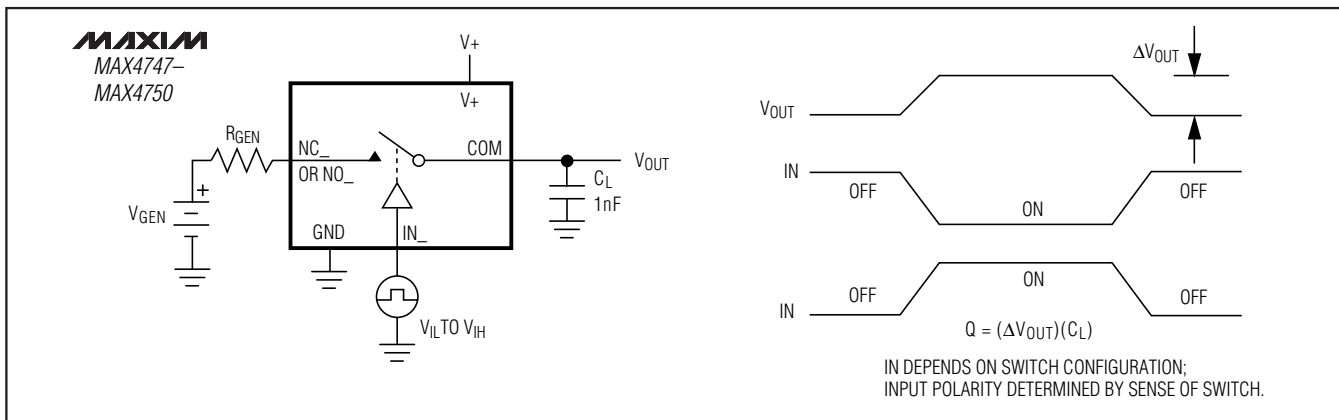 MAXIM
MAX4747–
MAX4750
V+
V+
RGEN
NC_
OR NO_
COM
VOUT
CL
1nF
VGEN
+
GND
IN_
VIL TO VIH
ΔVOUT
VOUT
IN
OFF
ON
OFF
IN
OFF
ON
OFF
Q = (ΔVOUT)(CL)
IN DEPENDS ON SWITCH CONFIGURATION;
INPUT POLARITY DETERMINED BY SENSE OF SWITCH.